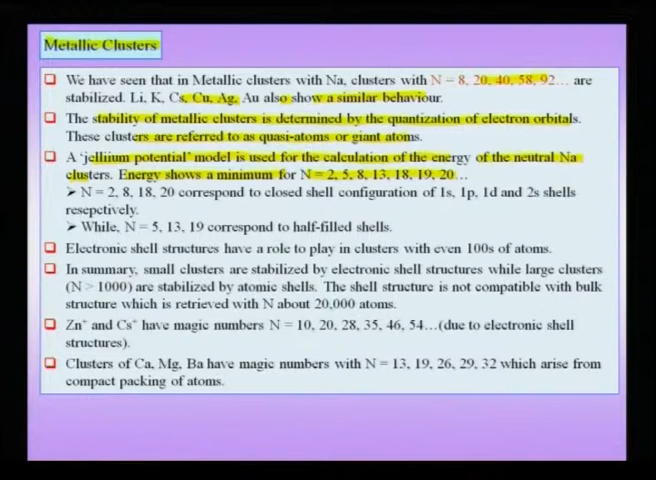 Metallic Clusters
We have seen that in Metallic clusters with Na, clusters with N = 8, 20, 40, 58, 92... are
stabilized. Li, K, Cs, Cu, Ag, Au also show a similar behaviour.
The stability of metallic clusters is determined by the quantization of electron orbitals.
These clusters are referred to as quasi-atoms or giant atoms.
A 'jellium potential' model is used for the calculation of the energy of the neutral Na
clusters. Energy shows a minimum for N = 2, 5, 8, 13, 18, 19, 20...
➤ N = 2, 8, 18, 20 correspond to closed shell configuration of 1s, 1p, 1d and 2s shells
resepctively.
➤ While, N = 5, 13, 19 correspond to half-filled shells.
Electronic shell structures have a role to play in clusters with even 100s of atoms.
In summary, small clusters are stabilized by electronic shell structures while large clusters
(N > 1000) are stabilized by atomic shells. The shell structure is not compatible with bulk
structure which is retrieved with N about 20,000 atoms.
Zn⁺ and Cs⁺ have magic numbers N = 10, 20, 28, 35, 46, 54...(due to electronic shell
structures).
Clusters of Ca, Mg, Ba have magic numbers with N = 13, 19, 26, 29, 32 which arise from
compact packing of atoms.